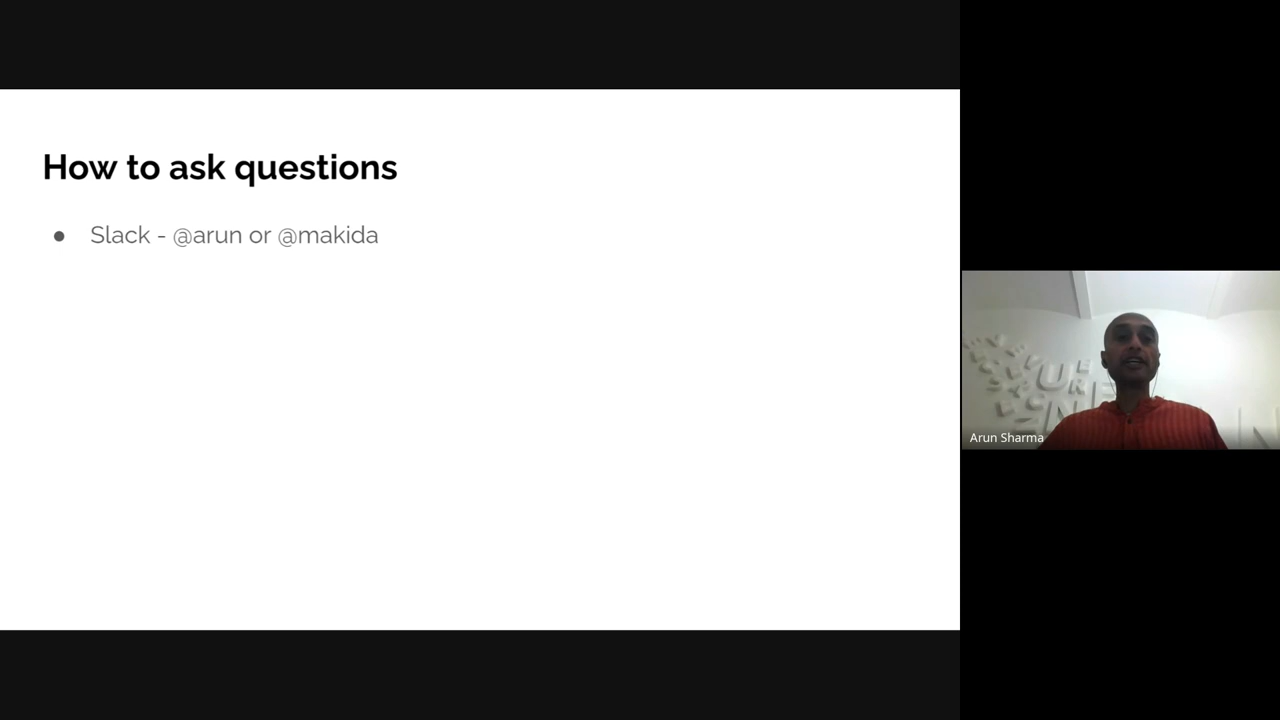 How to ask questions
● Slack - @arun or @makida
Arun Sharma